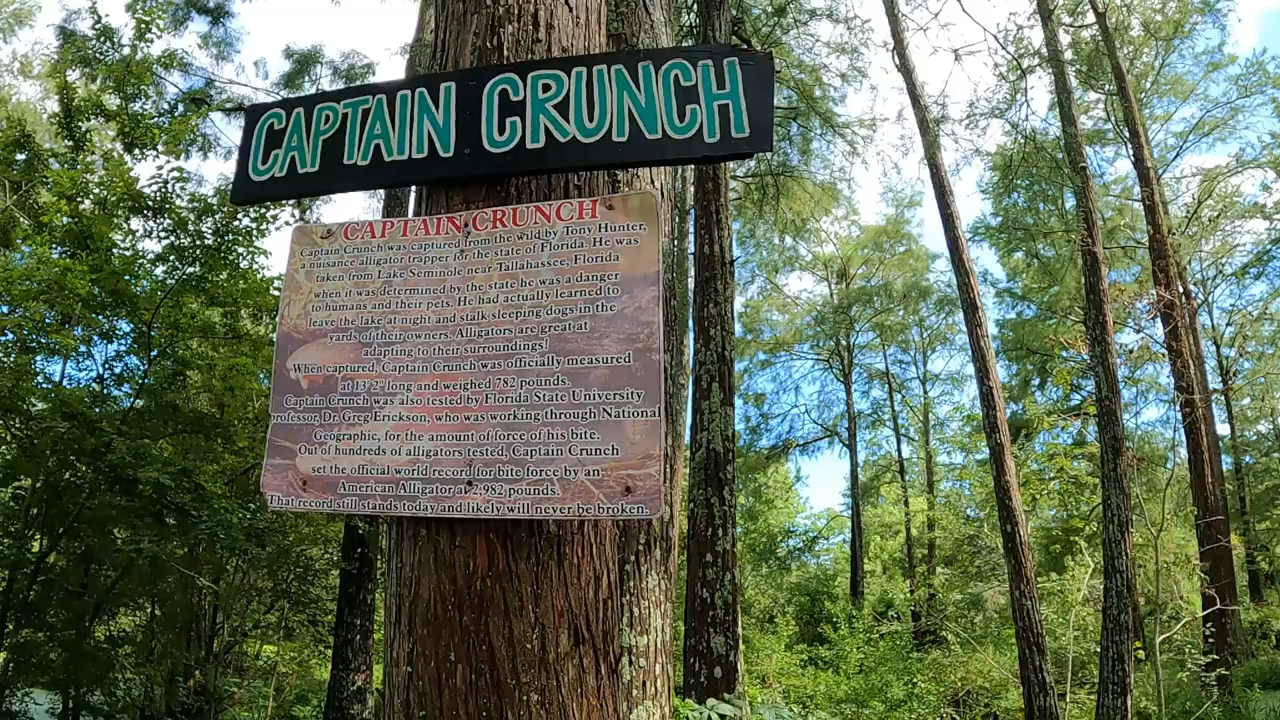 CAPTAIN CRUNCH
CAPTAIN CRUNCH
Captain Crunch was captured from the wild by Tony Hunter,
a nuisance alligator trapper for the state of Florida. He was
taken from Lake Seminole near Tallahassee, Florida
when it was determined by the state he was a danger
to humans and their pets. He had actually learned to
leave the lake at night and stalk sleeping dogs in the
yards of their owners. Alligators are great at
adapting to their surroundings!
When captured, Captain Crunch was officially measured
at 13'2" long and weighed 782 pounds.
Captain Crunch was also tested by Florida State University
professor, Dr. Greg Erickson, who was working through National
Geographic, for the amount of force of his bite.
Out of hundreds of alligators tested, Captain Crunch
set the official world record for bite force by an
American Alligator at 2,982 pounds.
That record still stands today and likely will never be broken.